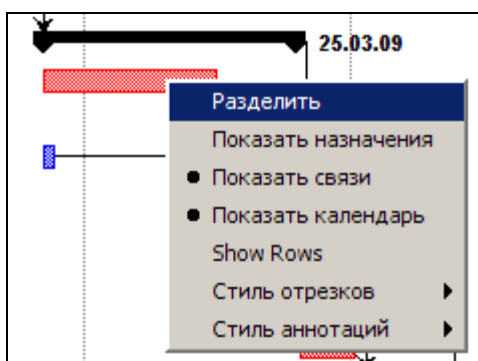 25.03.09
Разделить
Показать назначения
Показать связи
Показать календарь
Show Rows
Стиль отрезков
Стиль аннотаций